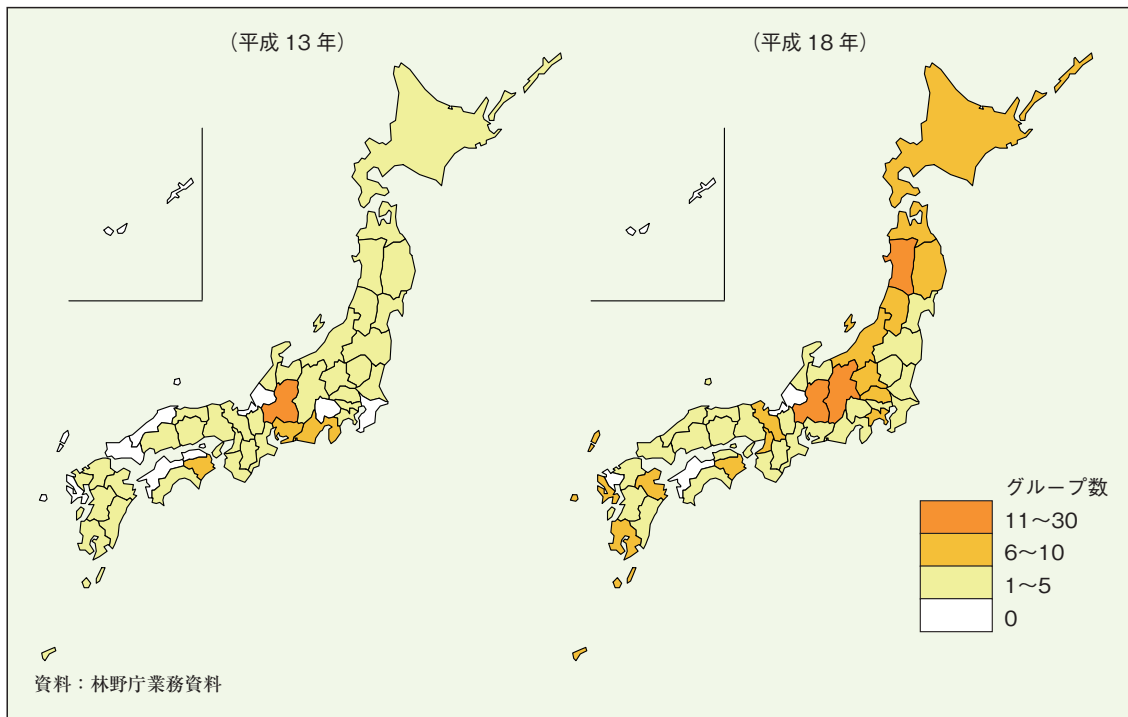 (平成 13 年)
(平成 18 年)
グループ数
11〜30
6〜10
1〜5
0
資料:林野庁業務資料